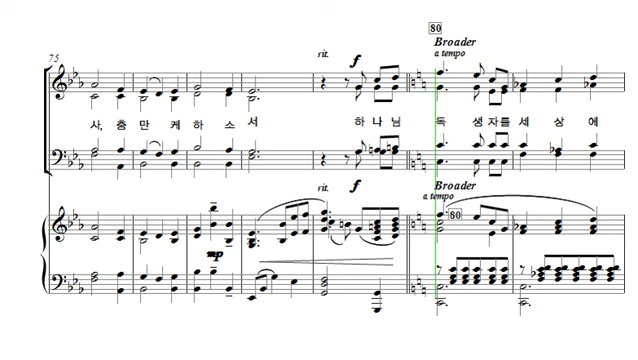 80
Broader
75
rit.
f
a tempo
사, 충 만 케 하 소 서 하 나 님 독 생 자를 세 상 에
rit.
f
Broader
a tempo
80
mp